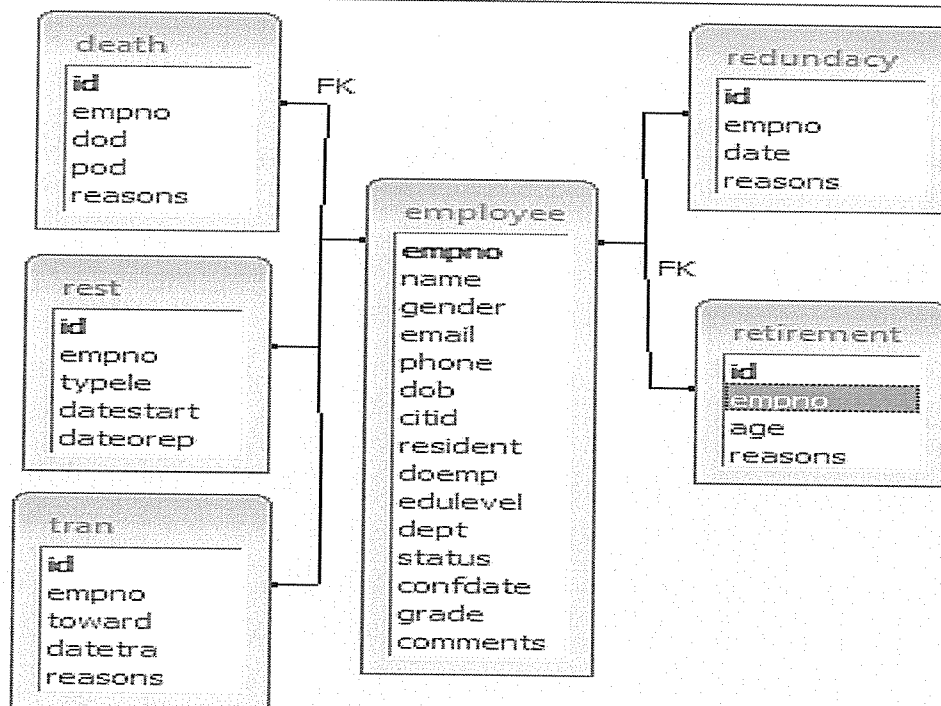 death
id
empno
dod
pod
reasons
FK
rest
id
empno
typele
datestart
dateorep
tran
id
empno
toward
datetra
reasons
employee
empno
name
gender
email
phone
dob
citid
resident
doemp
edulevel
dept
status
confdate
grade
comments
redundacy
id
empno
date
reasons
FK
retirement
id
empno
age
reasons